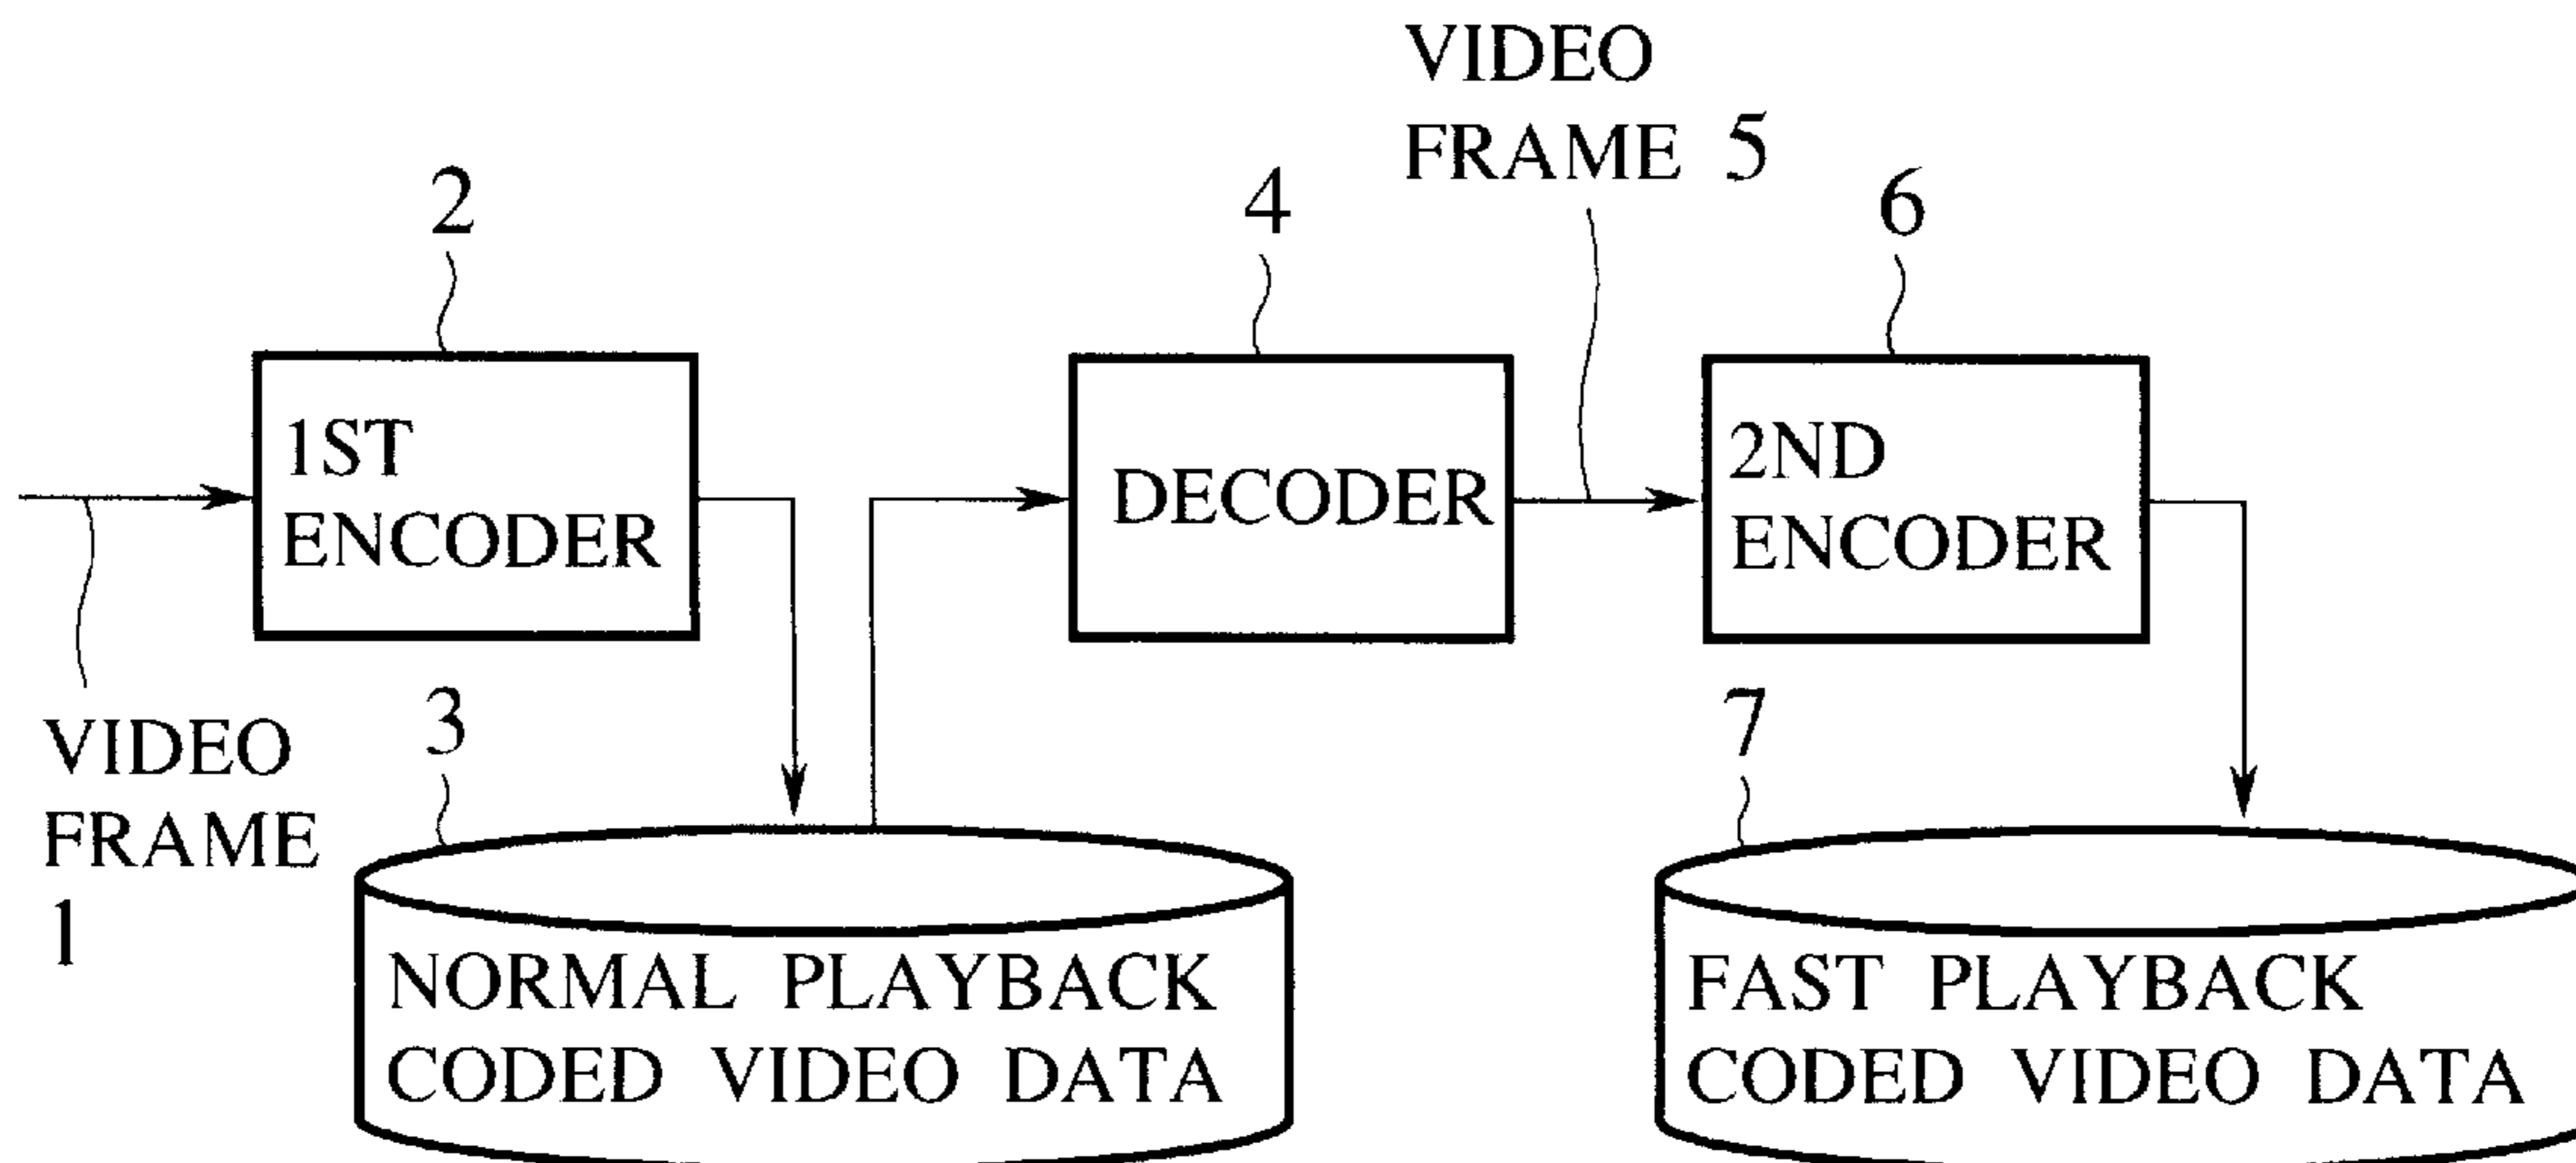 VIDEO
FRAME 5
2
4
6
1ST
ENCODER
DECODER
2ND
ENCODER
VIDEO
FRAME
1
3
7
NORMAL PLAYBACK
CODED VIDEO DATA
FAST PLAYBACK
CODED VIDEO DATA